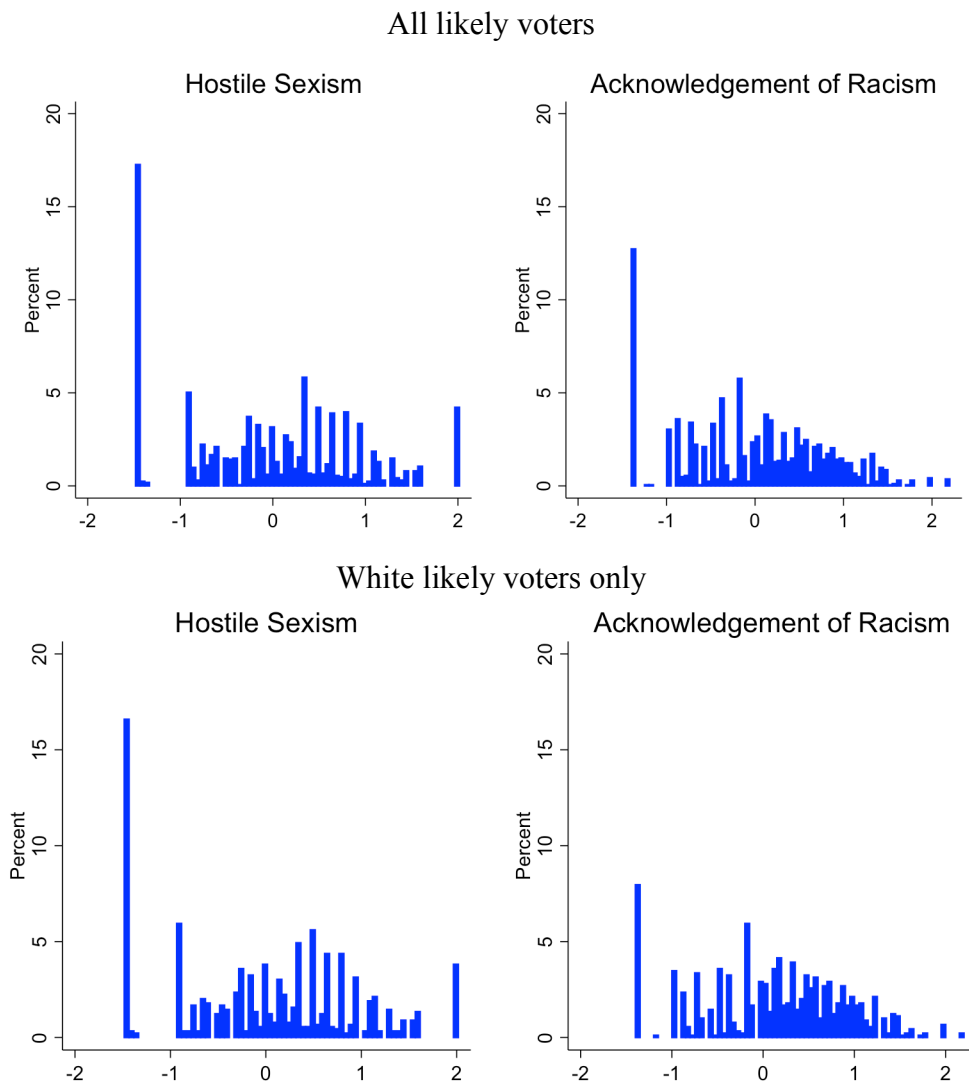 All likely voters
Hostile Sexism
Acknowledgement of Racism
Percent
20
15
10
5
0
-2 -1 0 1 2
Percent
20
15
10
5
0
-2 -1 0 1 2
White likely voters only
Hostile Sexism
Acknowledgement of Racism
Percent
20
15
10
5
0
-2 -1 0 1 2
Percent
20
15
10
5
0
-2 -1 0 1 2